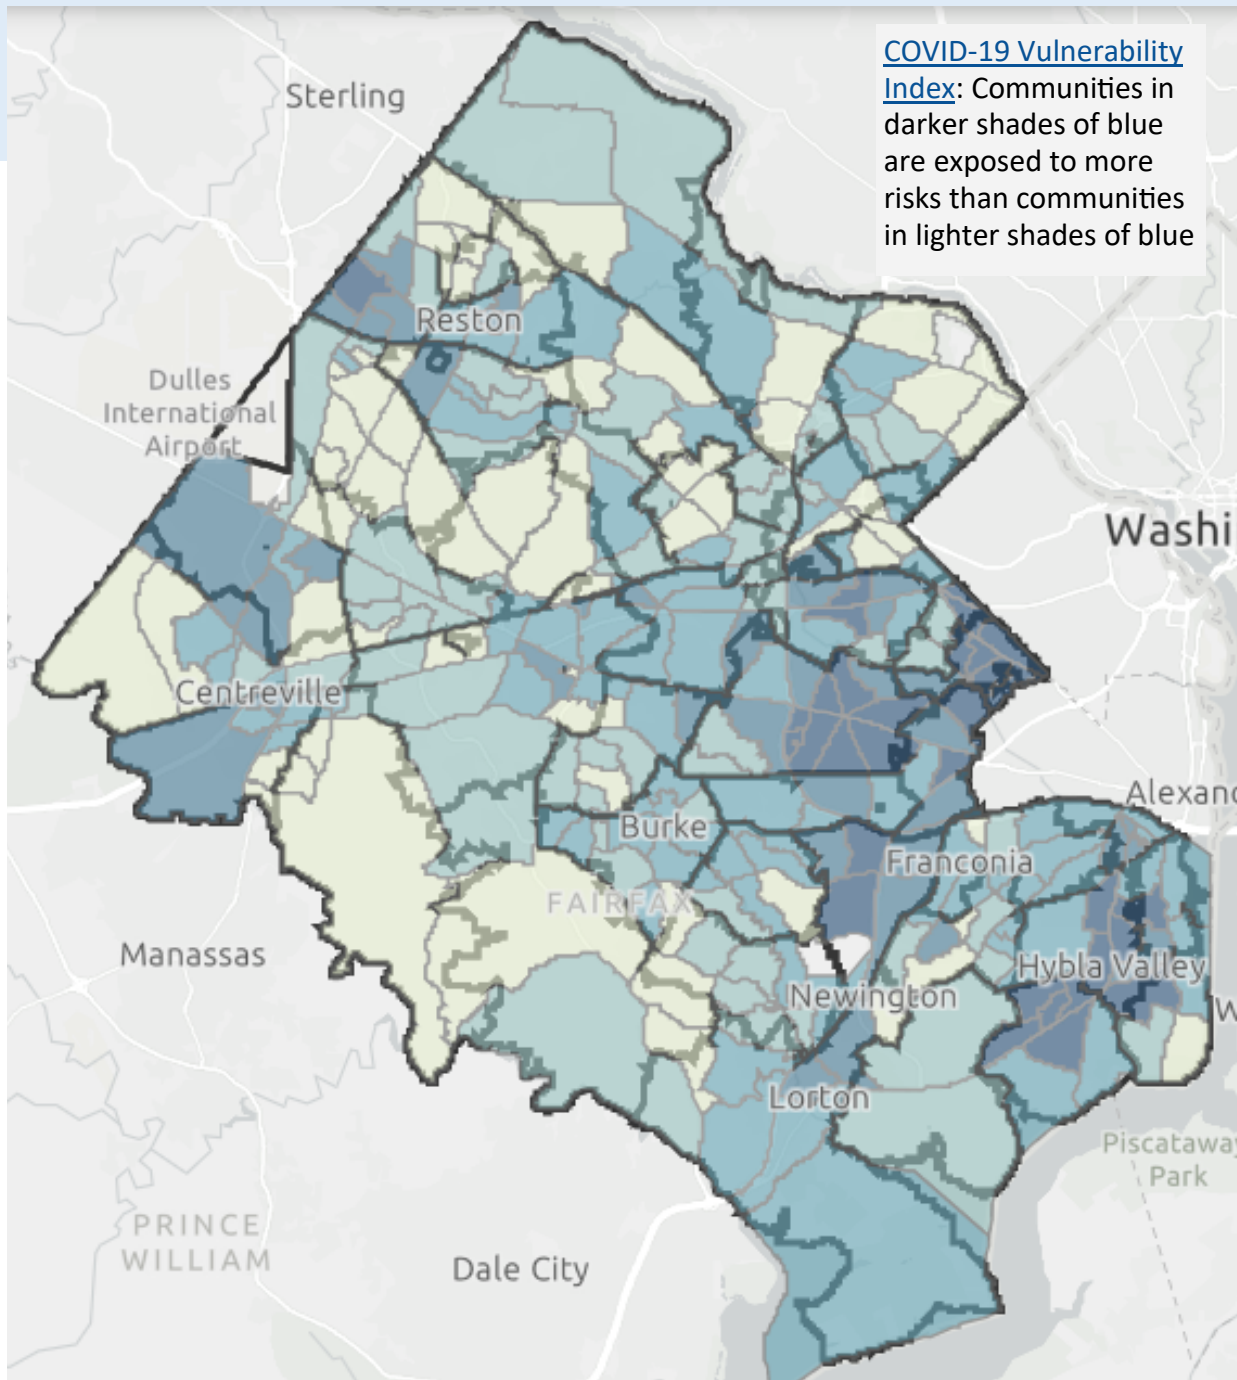 COVID-19 Vulnerability
Index: Communities in
darker shades of blue
are exposed to more
risks than communities
in lighter shades of blue
Sterling
Reston
Dulles
International
Airport
Washi
Centreville
Alexand
Burke
Franconia
FAIRFAX
Manassas
Hybla Valley
Newington
W
Lorton
Piscataway
Park
PRINCE
WILLIAM
Dale City